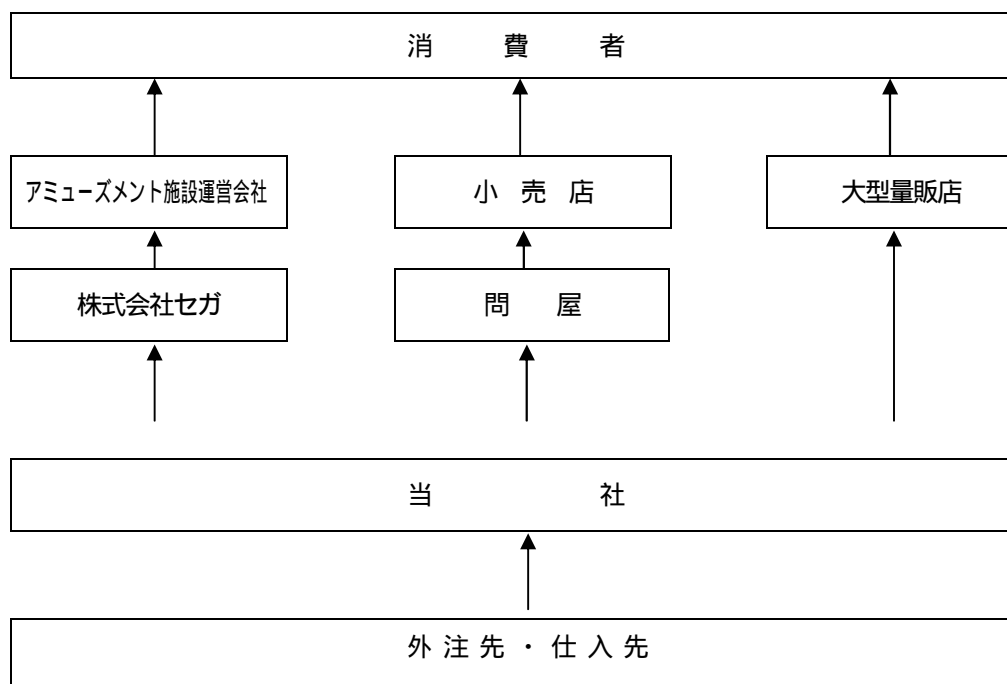 消費者
アミューズメント施設運営会社
小売店
大型量販店
株式会社セガ
問屋
当社
外注先・仕入先